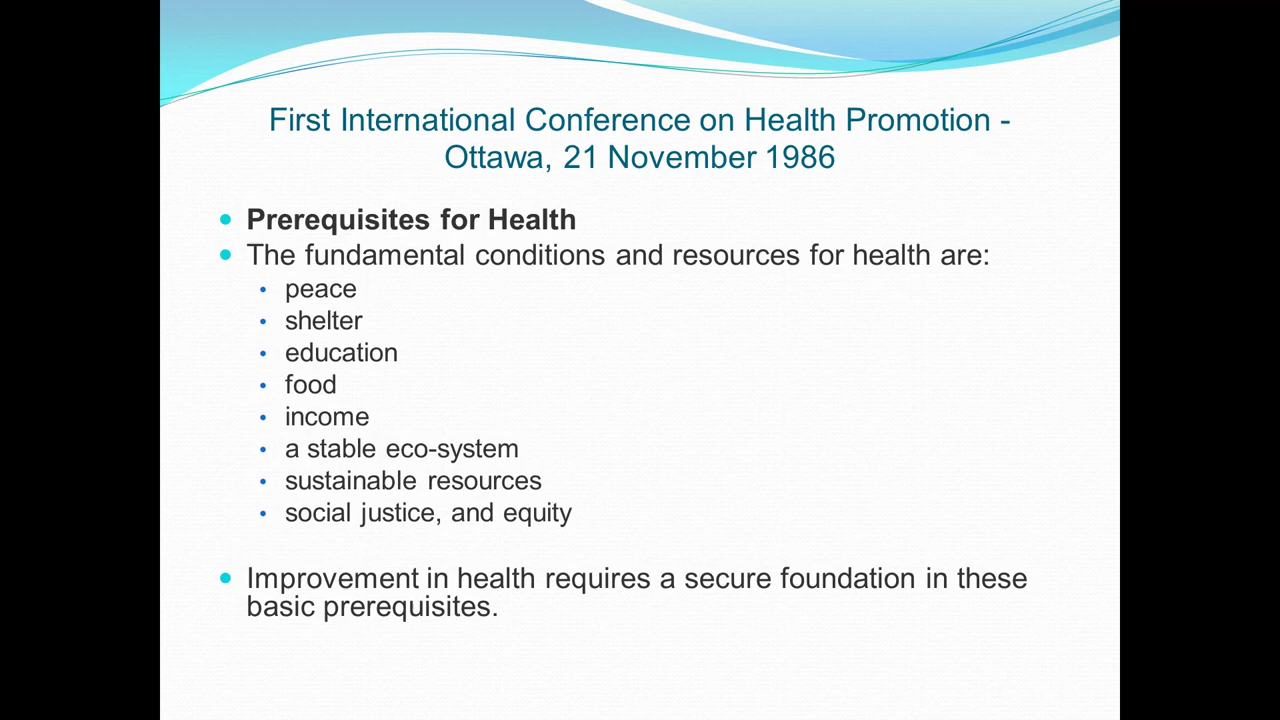 First International Conference on Health Promotion -
Ottawa, 21 November 1986
Prerequisites for Health
The fundamental conditions and resources for health are:
peace
shelter
education
food
income
a stable eco-system
sustainable resources
social justice, and equity
Improvement in health requires a secure foundation in these
basic prerequisites.